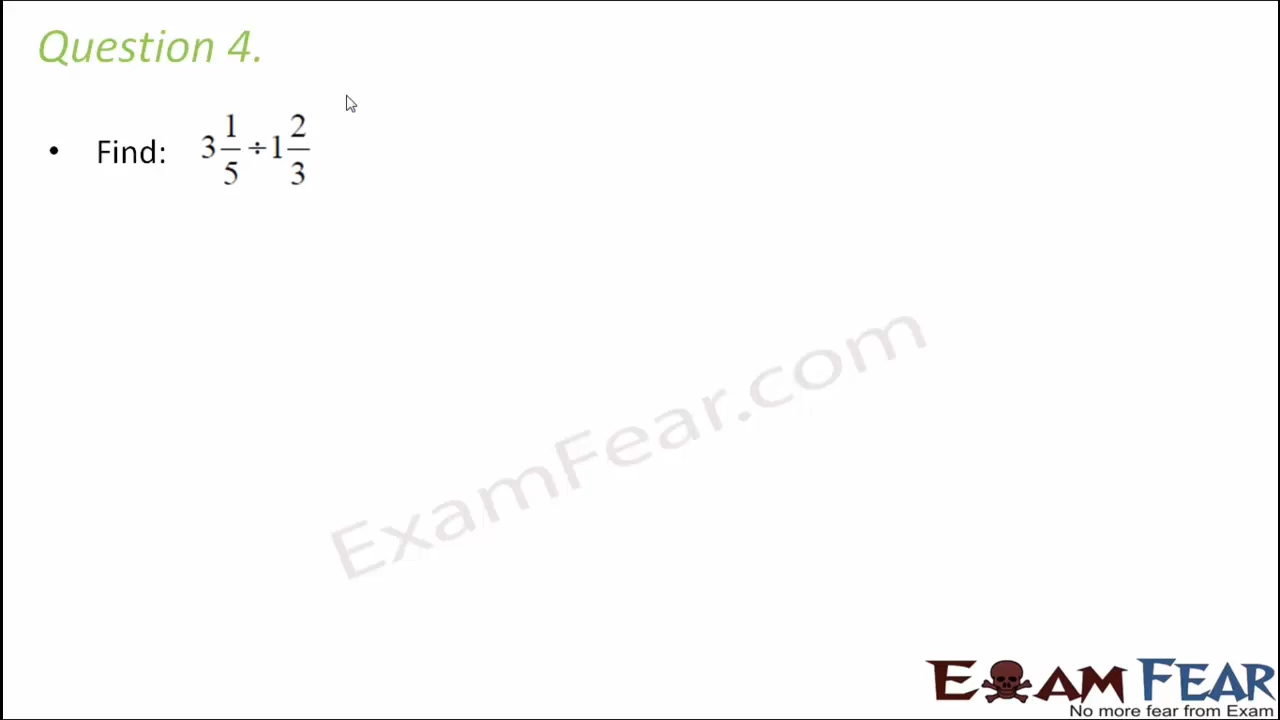 Question 4.
• Find: 3 1/5 ÷ 1 2/3
ExamFear.com
EXAM FEAR
No more fear from Exam